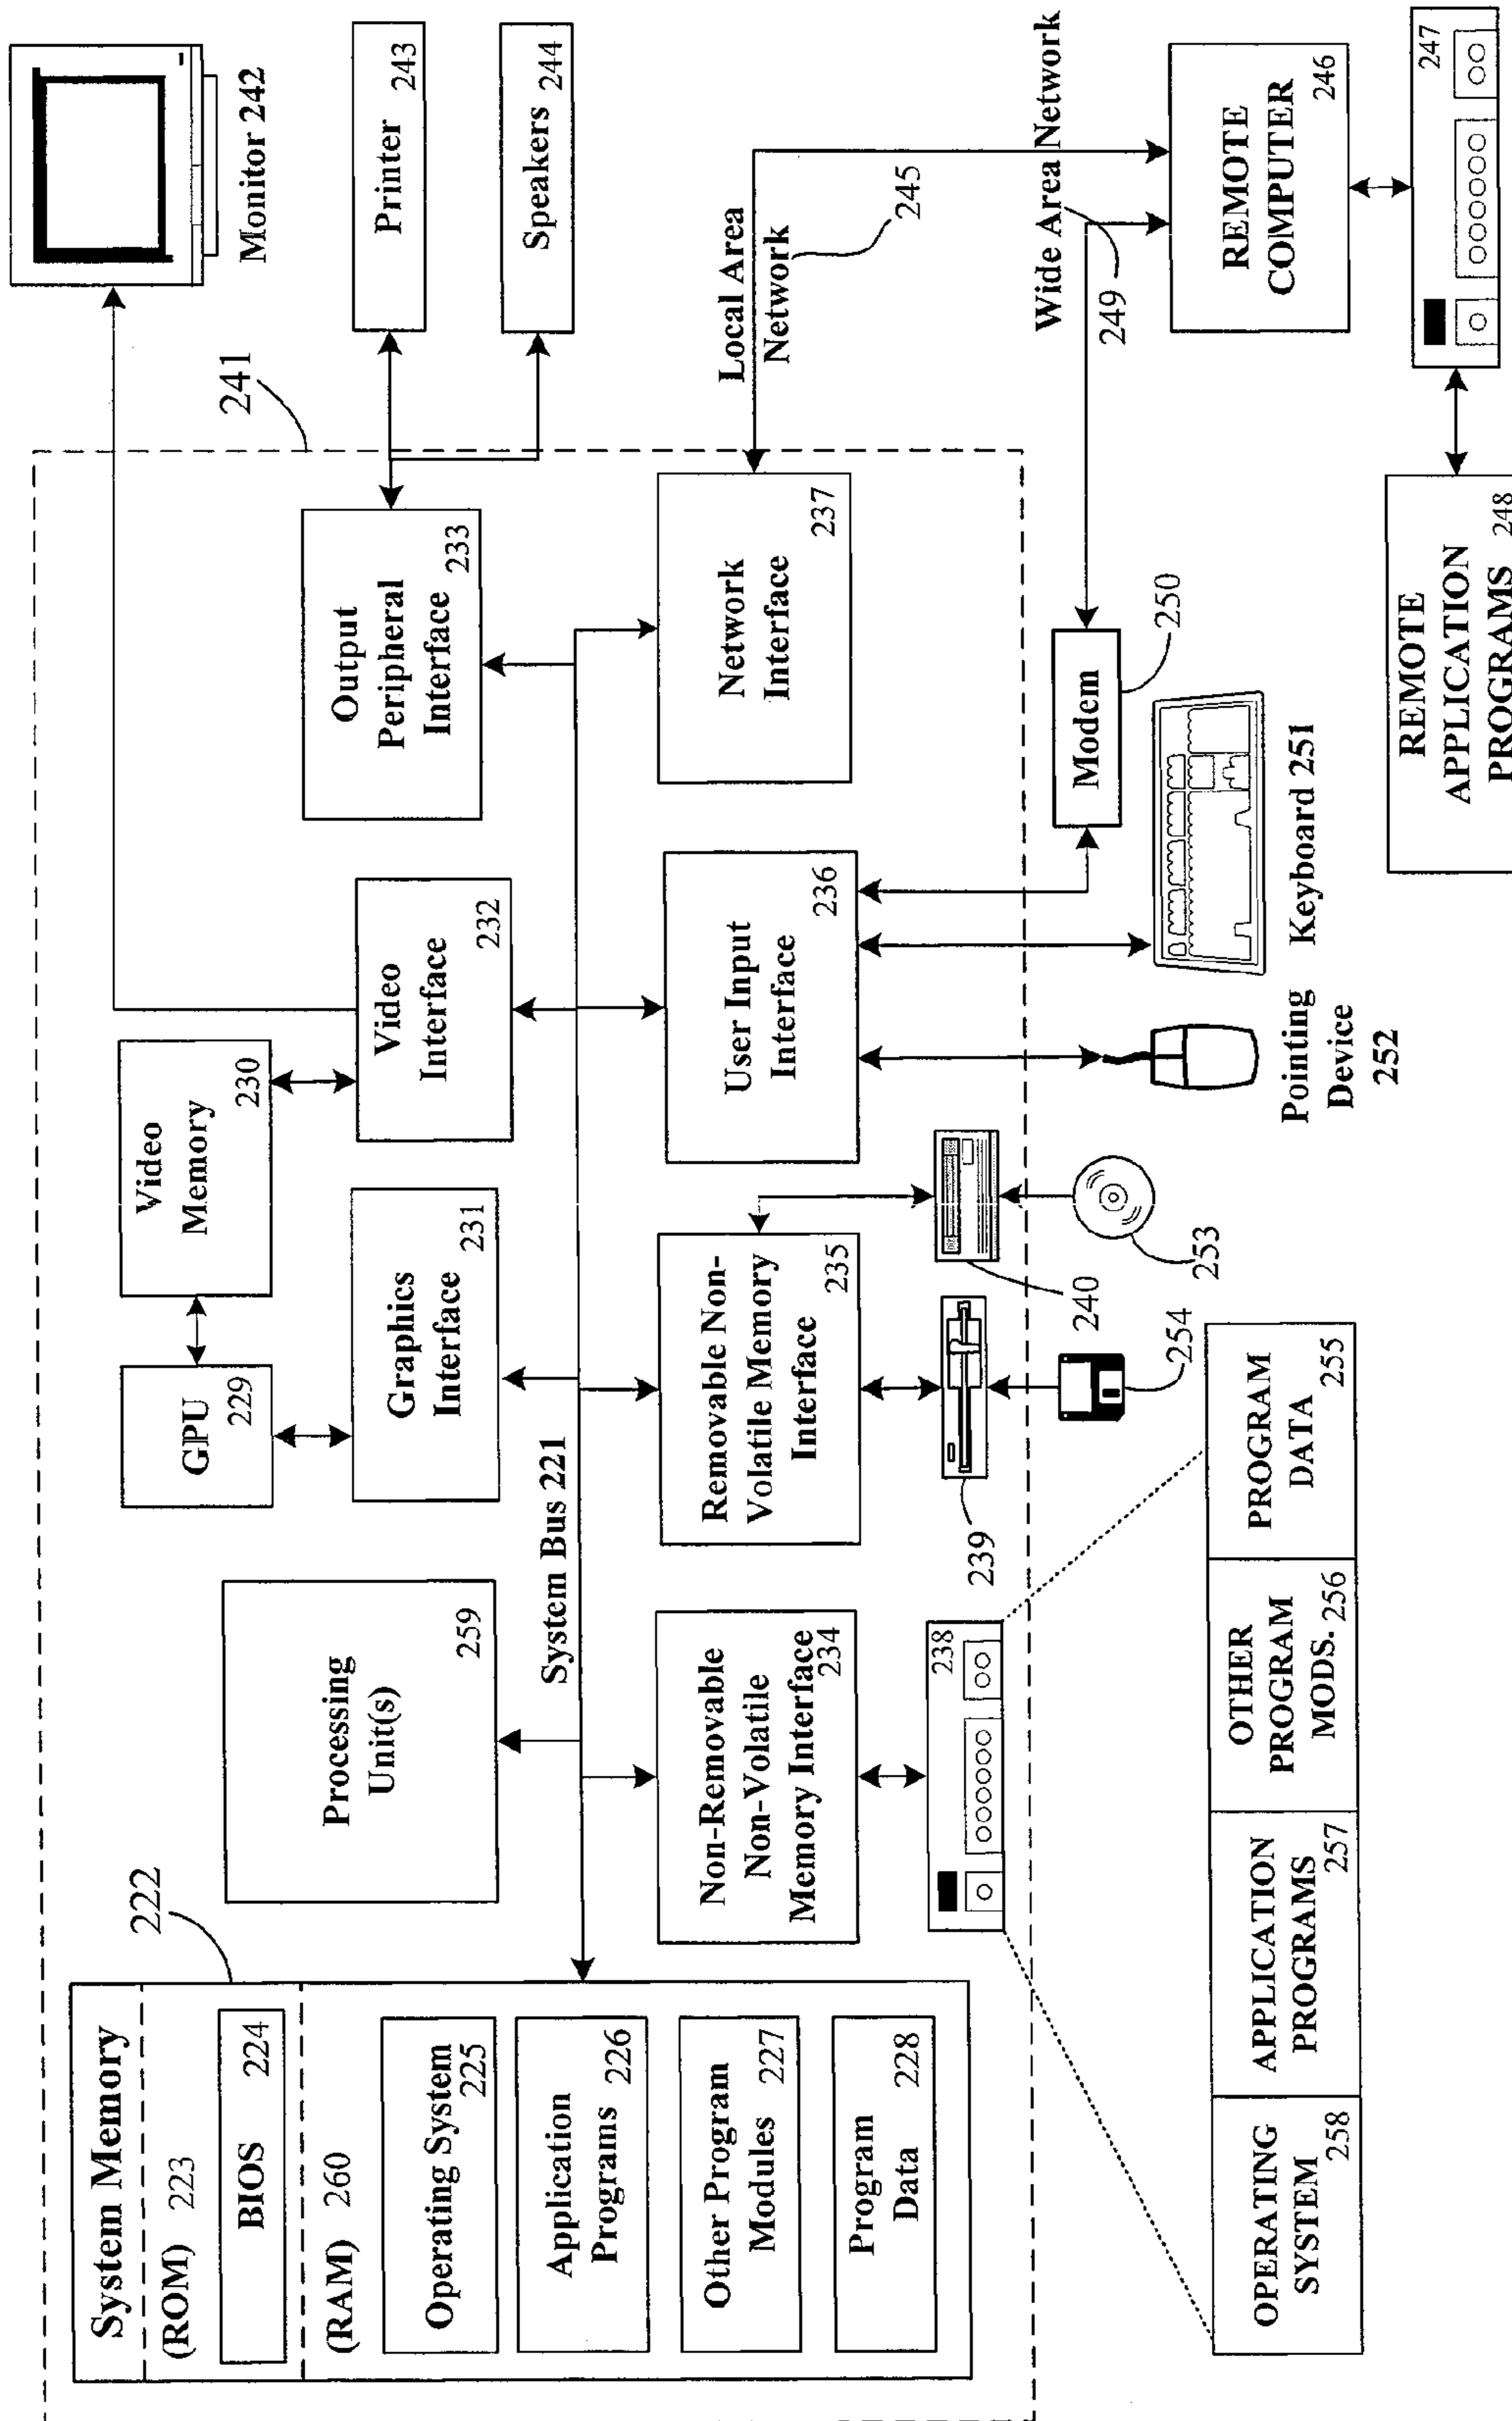 System Memory
(ROM) 223
BIOS 224
(RAM) 260
Operating System
225
Application
Programs 226
Other Program
Modules 227
Program
Data 228
222
Processing
Unit(s)
259
System Bus 221
GPU
229
Video
Memory
230
Graphics
Interface
231
Video
Interface
232
Output
Peripheral
Interface
233
241
Monitor 242
Printer 243
Speakers 244
Non-Removable
Non-Volatile
Memory Interface
234
Removable Non-
Volatile Memory
Interface
235
User Input
Interface
236
Network
Interface
237
Local Area
Network
245
238
239
240
254
253
Pointing
Device
252
Keyboard 251
Modem
250
Wide Area Network
249
REMOTE
COMPUTER
246
247
OPERATING
SYSTEM
258
APPLICATION
PROGRAMS
257
OTHER
PROGRAM
MODS. 256
PROGRAM
DATA
255
REMOTE
APPLICATION
PROGRAMS 248